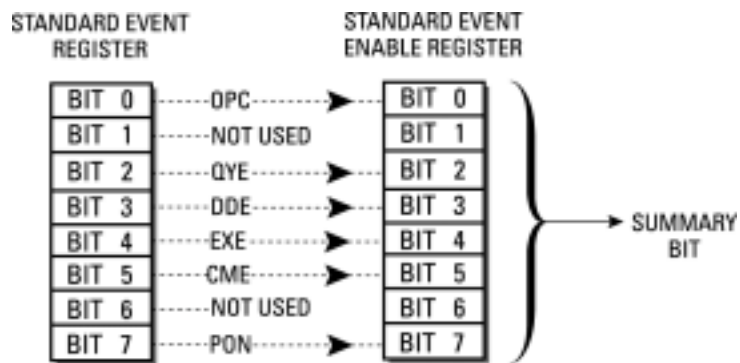 STANDARD EVENT
REGISTER
STANDARD EVENT
ENABLE REGISTER
BIT 0 OPC BIT 0
BIT 1 NOT USED BIT 1
BIT 2 QYE BIT 2
BIT 3 DDE BIT 3
BIT 4 EXE BIT 4
BIT 5 CME BIT 5
BIT 6 NOT USED BIT 6
BIT 7 PON BIT 7
SUMMARY
BIT